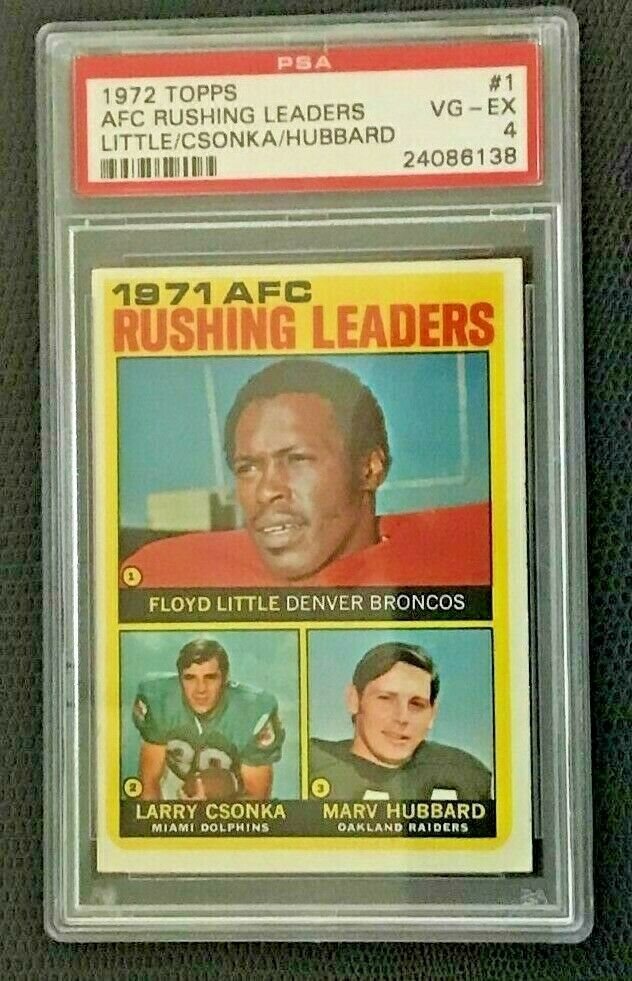 PSA
1972 TOPPS #1
AFC RUSHING LEADERS VG-EX
LITTLE/CSONKA/HUBBARD 4
24086138
1971 AFC
RUSHING LEADERS
1
FLOYD LITTLE DENVER BRONCOS
2
LARRY CSONKA
MIAMI DOLPHINS
3
MARV HUBBARD
OAKLAND RAIDERS